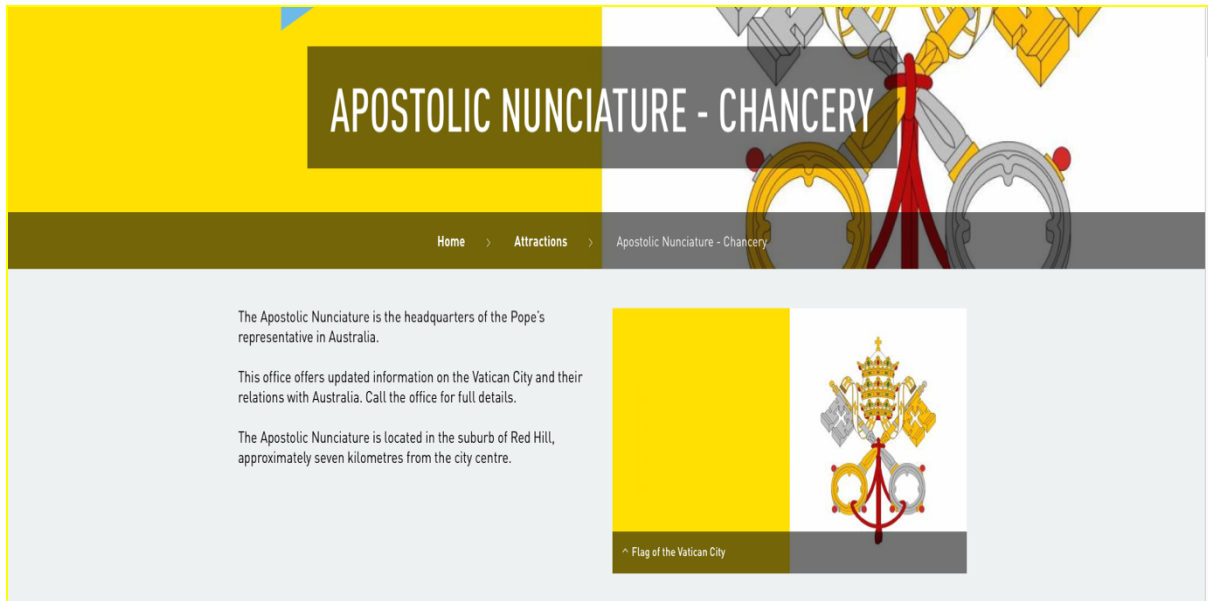 APOSTOLIC NUNCIATURE - CHANCERY
Home > Attractions > Apostolic Nunciature - Chancery
The Apostolic Nunciature is the headquarters of the Pope’s
representative in Australia.
This office offers updated information on the Vatican City and their
relations with Australia. Call the office for full details.
The Apostolic Nunciature is located in the suburb of Red Hill,
approximately seven kilometres from the city centre.
^ Flag of the Vatican City